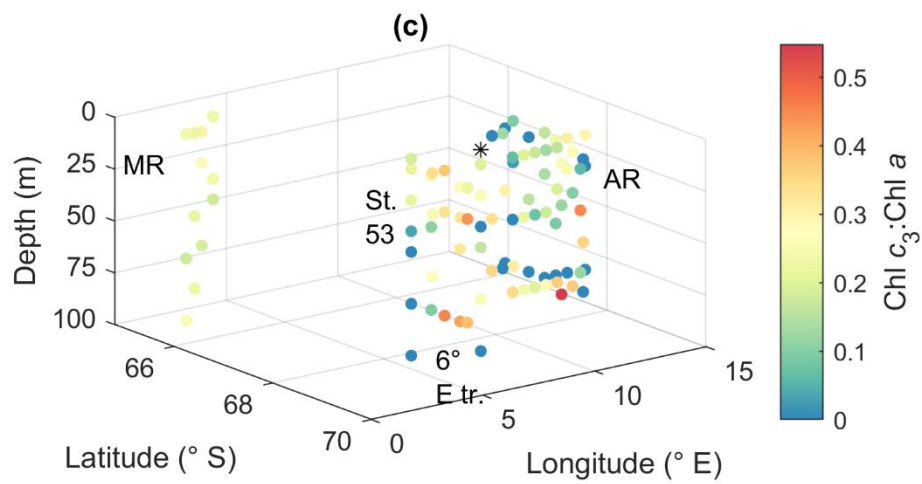 (c)
0
25
50
75
100
Depth (m)
MR
St.
53
AR
6°
E tr.
66
68
70
Latitude (° S)
0
5
10
15
Longitude (° E)
0.5
0.4
0.3
0.2
0.1
0
Chl c₃:Chl a